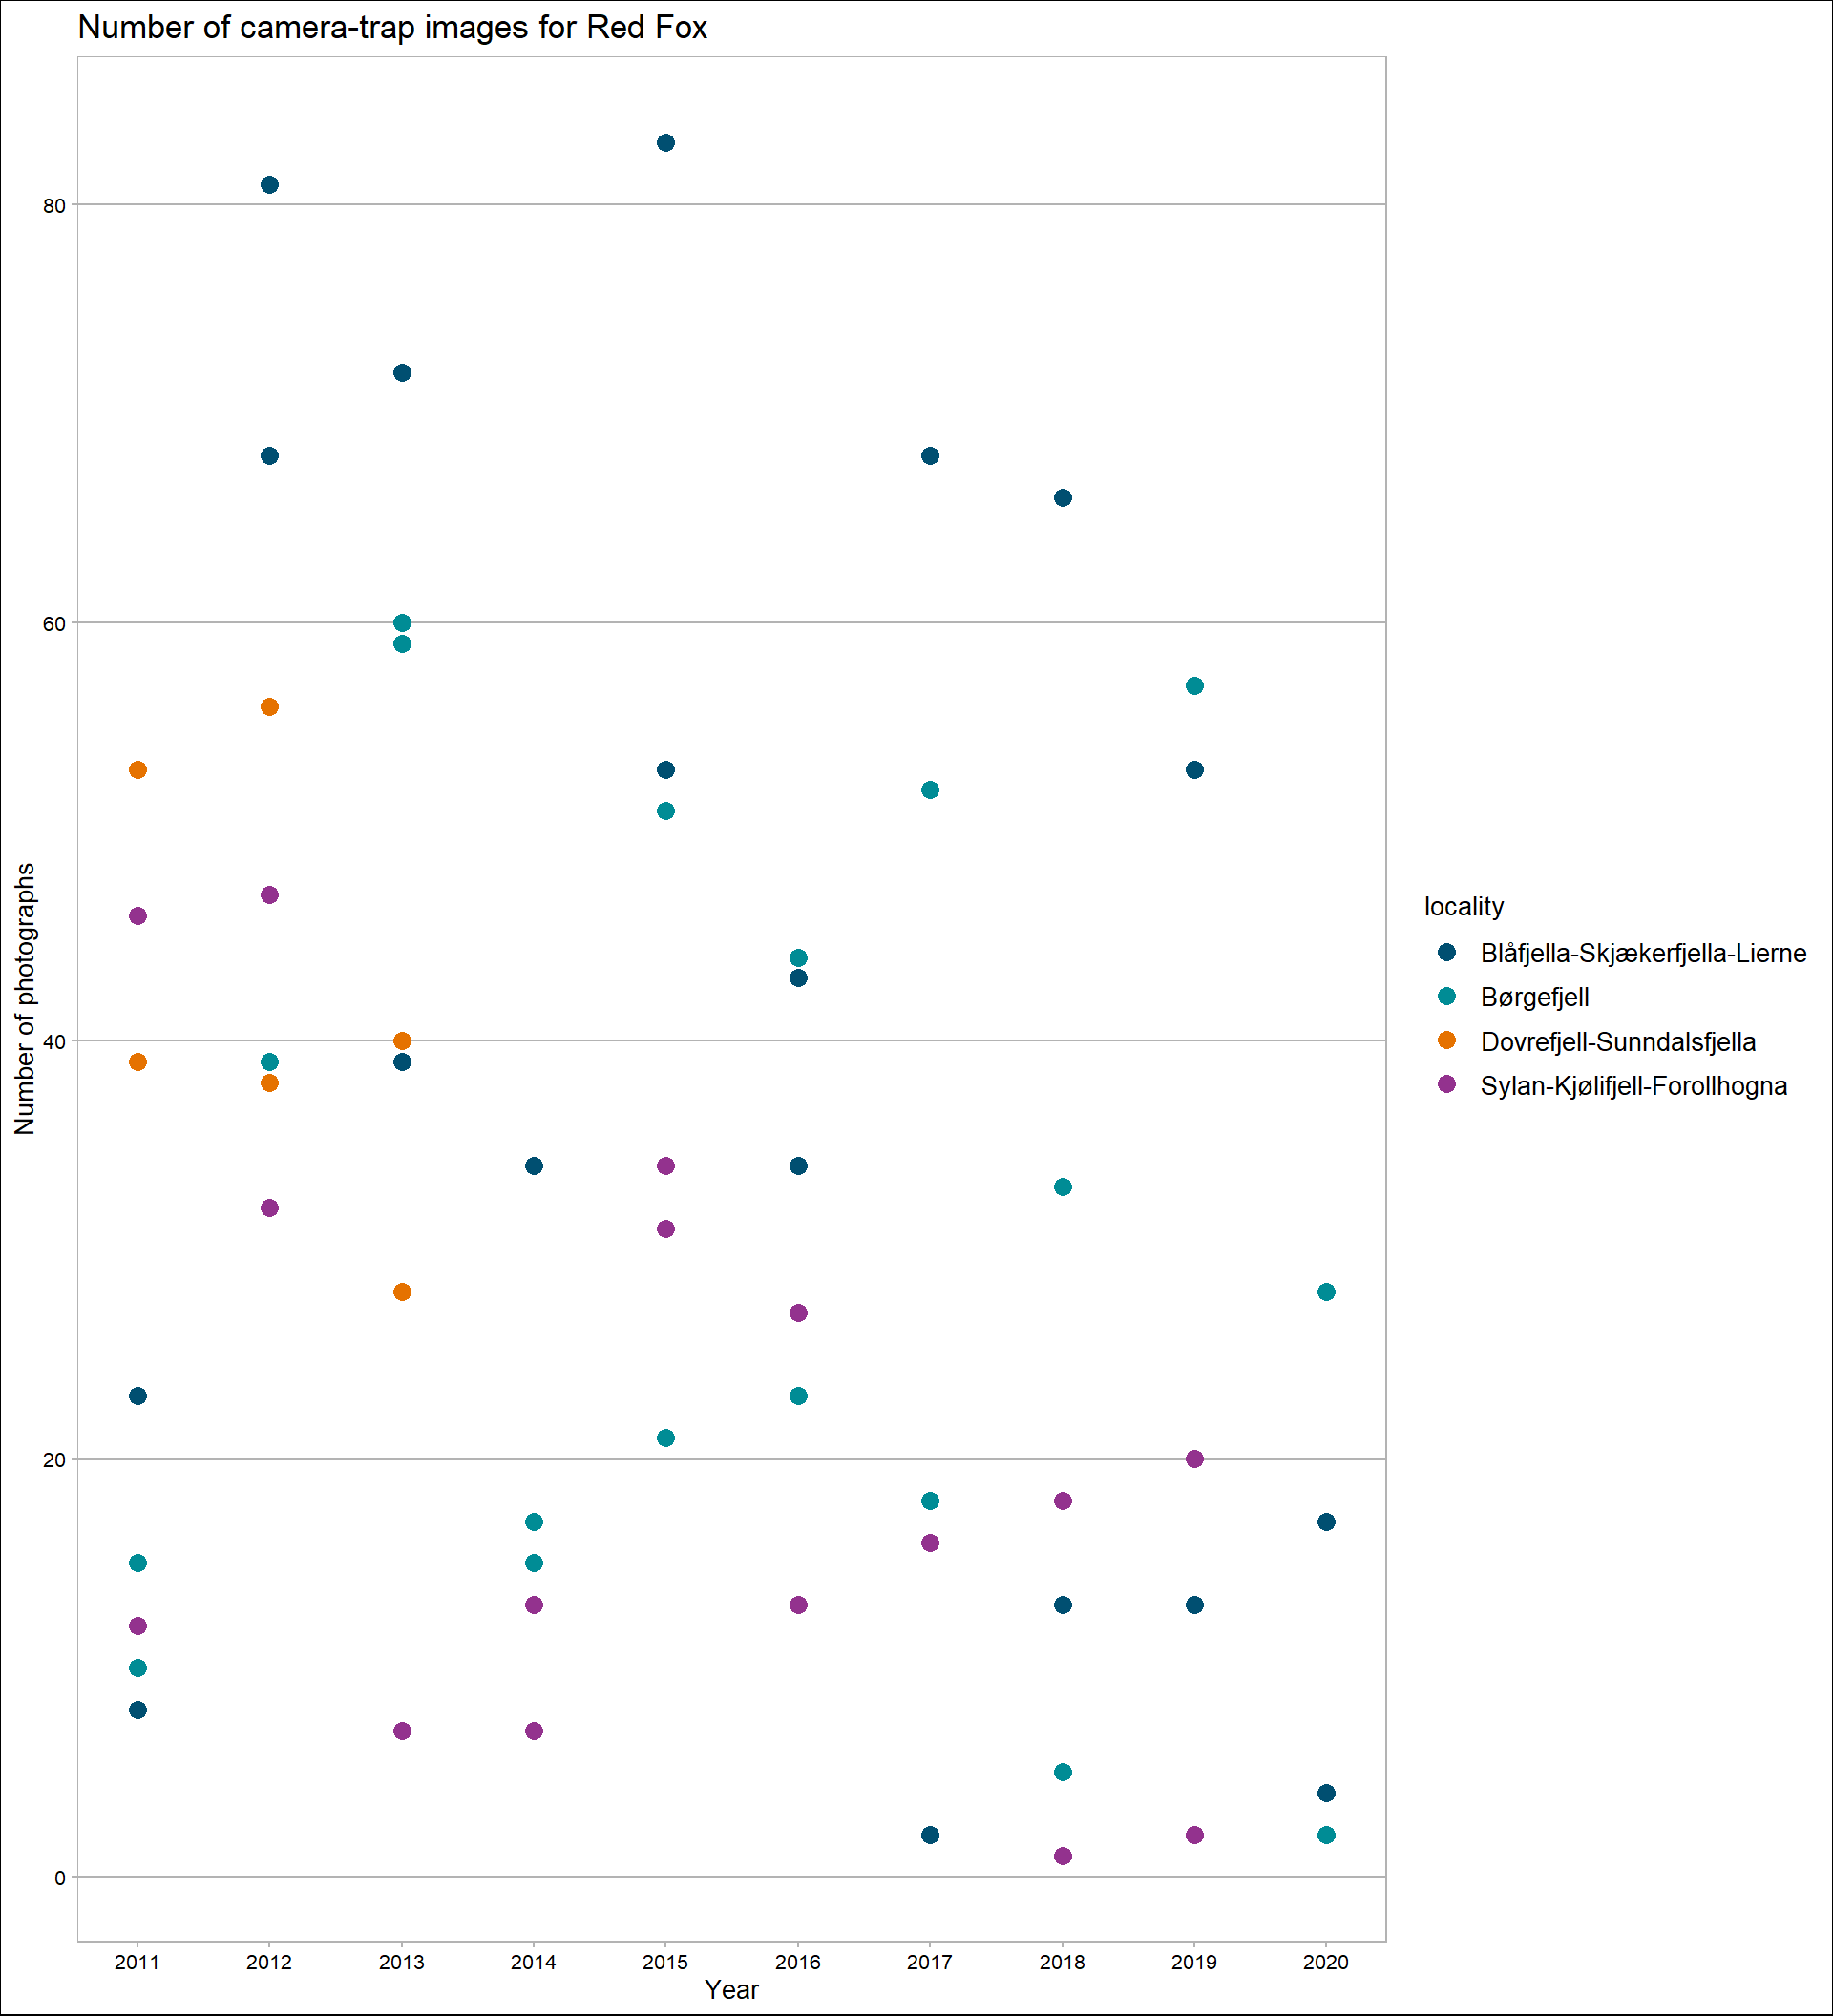 Number of camera-trap images for Red Fox
Number of photographs
80
60
40
20
0
2011 2012 2013 2014 2015 2016 2017 2018 2019 2020
Year
locality
Blåfjella-Skjækerfjella-Lierne
Børgefjell
Dovrefjell-Sunndalsfjella
Sylan-Kjølifjell-Forollhogna